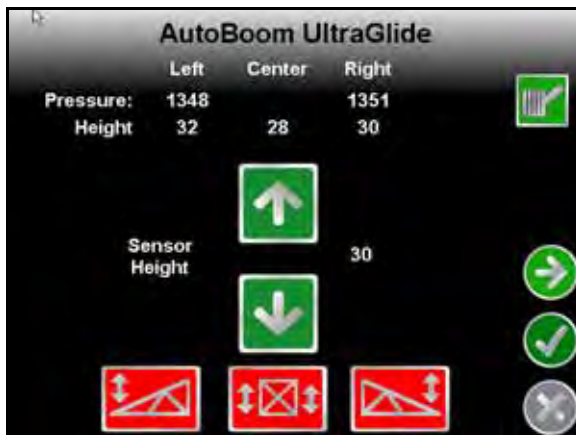 AutoBoom UltraGlide
Left Center Right
Pressure: 1348 1351
Height 32 28 30
Sensor Height 30